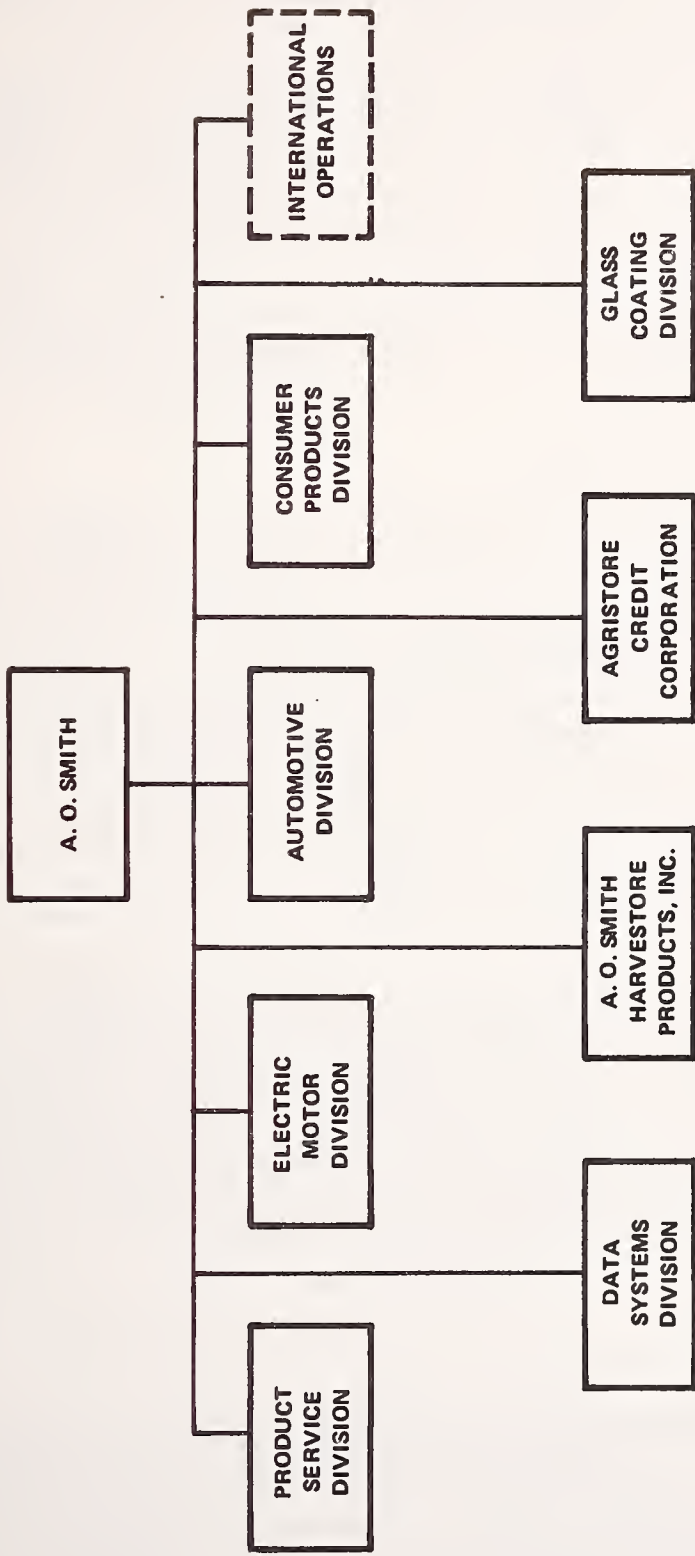 A. O. SMITH
PRODUCT
SERVICE
DIVISION
ELECTRIC
MOTOR
DIVISION
AUTOMOTIVE
DIVISION
CONSUMER
PRODUCTS
DIVISION
INTERNATIONAL
OPERATIONS
DATA
SYSTEMS
DIVISION
A. O. SMITH
HARVESTORE
PRODUCTS, INC.
AGRISTORE
CREDIT
CORPORATION
GLASS
COATING
DIVISION